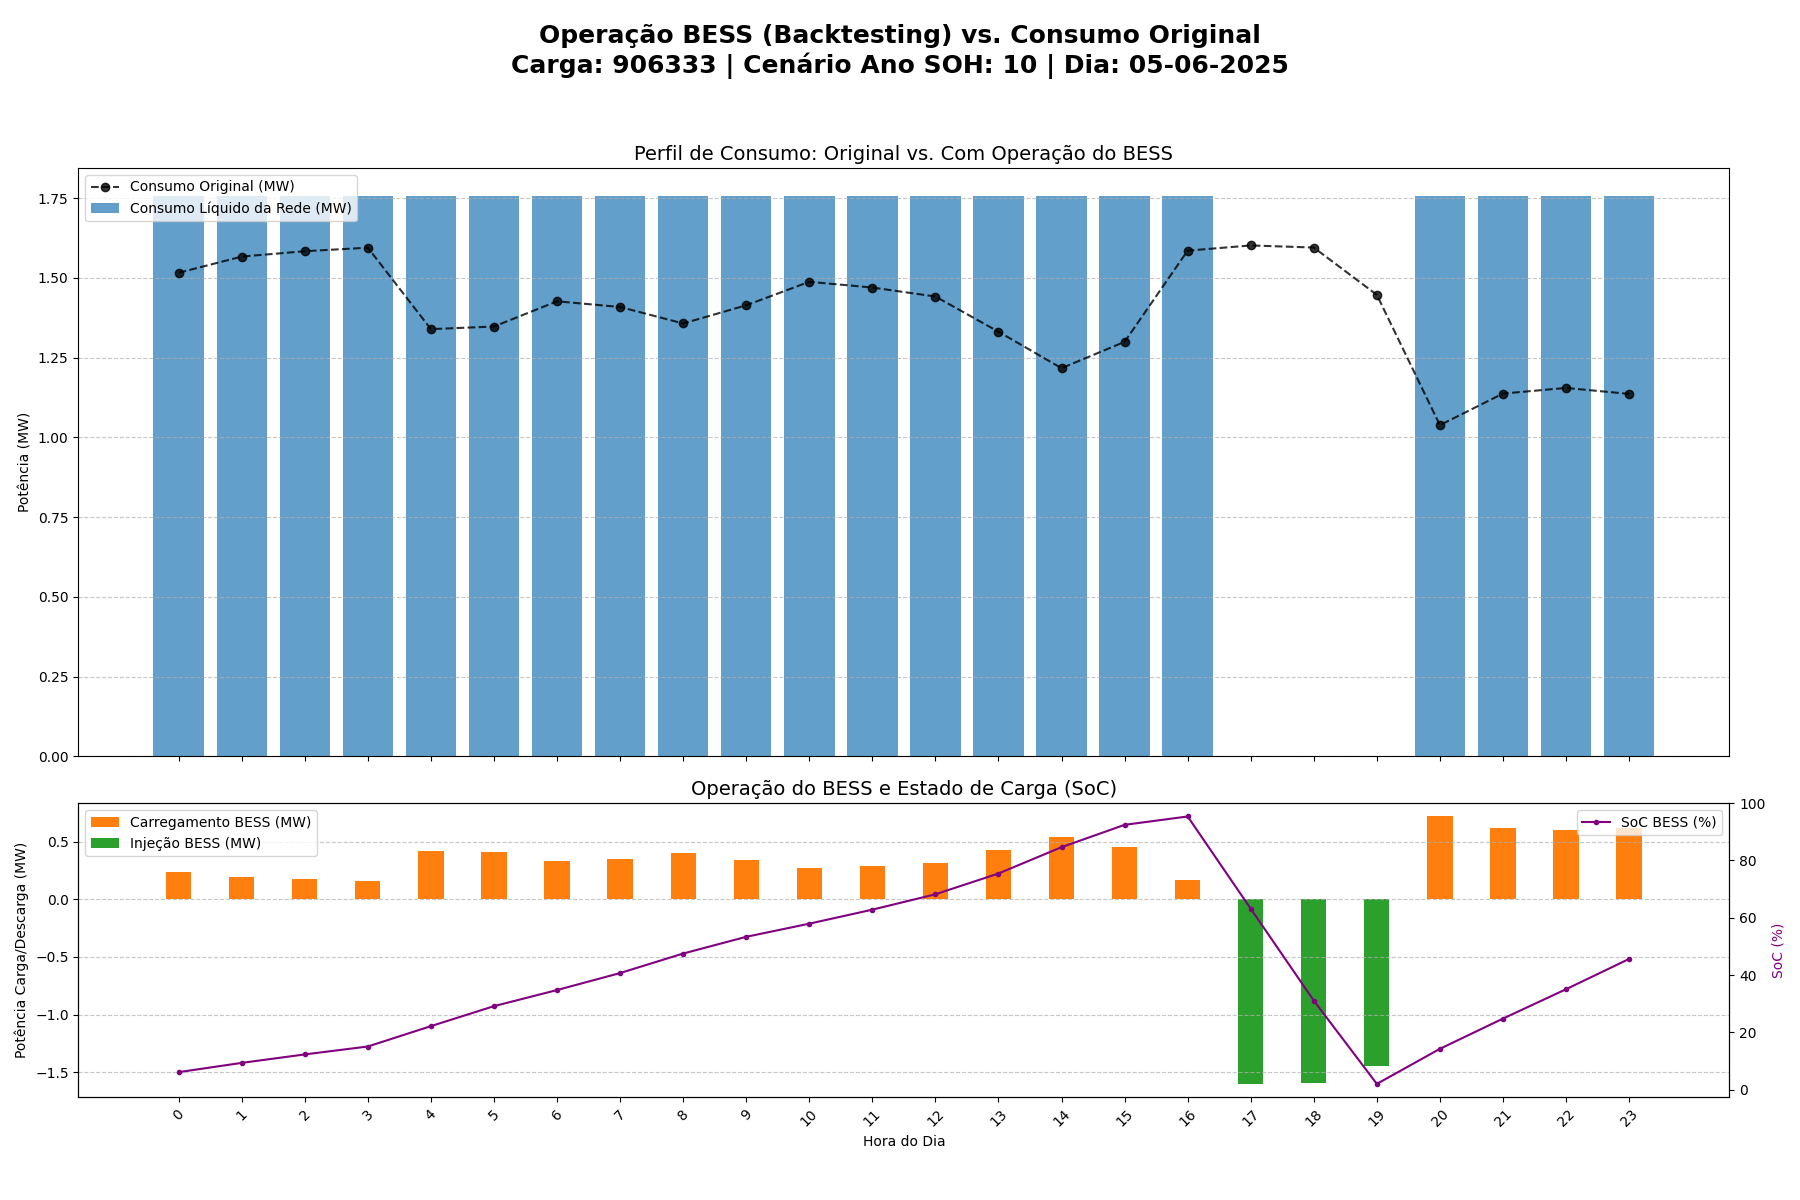 Operação BESS (Backtesting) vs. Consumo Original
Carga: 906333 | Cenário Ano SOH: 10 | Dia: 05-06-2025
Perfil de Consumo: Original vs. Com Operação do BESS
Consumo Original (MW)
Consumo Líquido da Rede (MW)
Potência (MW)
1.75
1.50
1.25
1.00
0.75
0.50
0.25
0.00
Operação do BESS e Estado de Carga (SoC)
Carregamento BESS (MW)
Injeção BESS (MW)
SoC BESS (%)
Potência Carga/Descarga (MW)
0.5
0.0
−0.5
−1.0
−1.5
100
80
60
40
20
0
SoC (%)
0 1 2 3 4 5 6 7 8 9 10 11 12 13 14 15 16 17 18 19 20 21 22 23
Hora do Dia